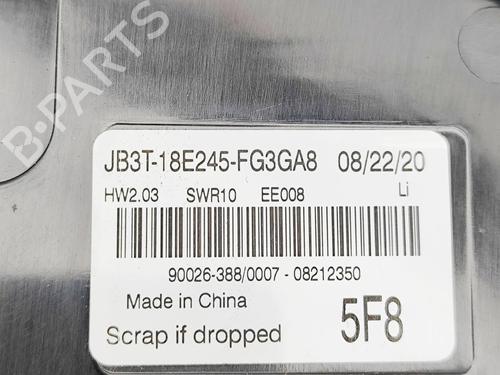 B-PARTS
JB3T-18E245-FG3GA8 08/22/20
HW2.03 SWR10 EE008 Li
90026-388/0007 - 08212350
Made in China
Scrap if dropped 5F8